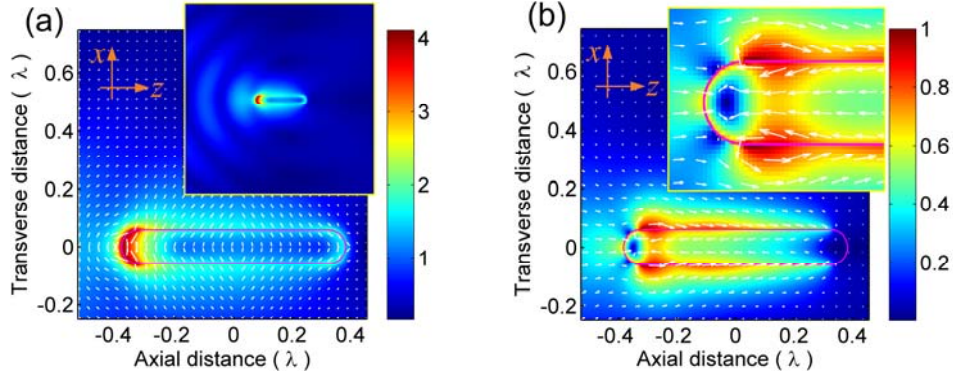 (a)
x
z
Transverse distance ( λ )
0.6
0.4
0.2
0
-0.2
-0.4 -0.2 0 0.2 0.4
Axial distance ( λ )
4
3
2
1
(b)
x
z
Transverse distance ( λ )
0.6
0.4
0.2
0
-0.2
-0.4 -0.2 0 0.2 0.4
Axial distance ( λ )
1
0.8
0.6
0.4
0.2